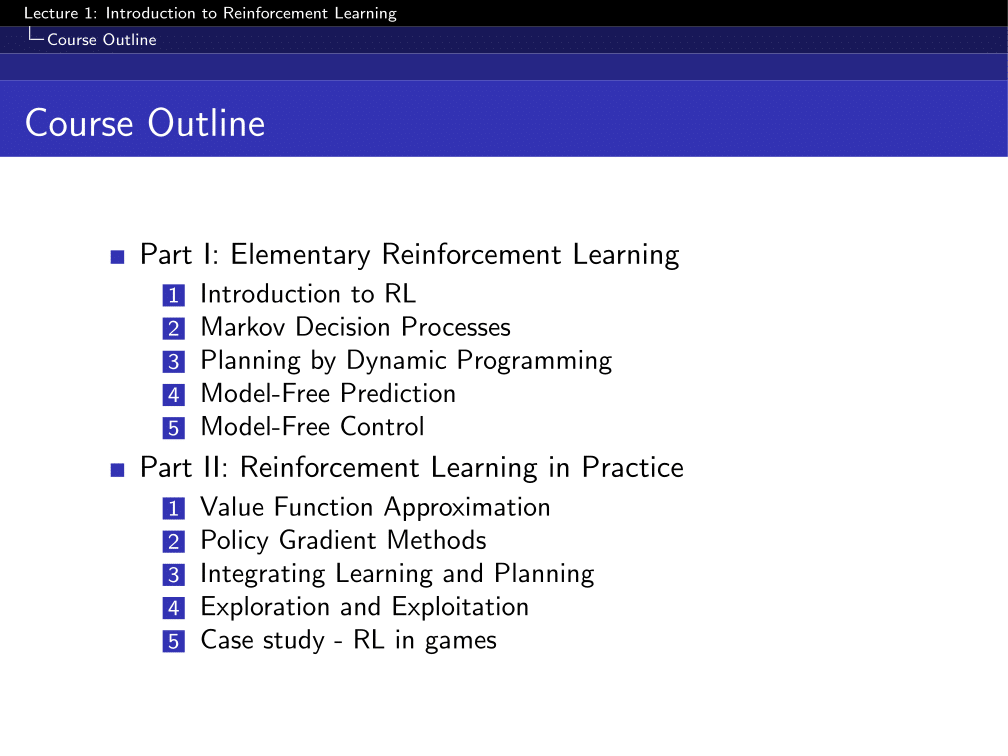 Lecture 1: Introduction to Reinforcement Learning
Course Outline
Course Outline
Part I: Elementary Reinforcement Learning
1 Introduction to RL
2 Markov Decision Processes
3 Planning by Dynamic Programming
4 Model-Free Prediction
5 Model-Free Control
Part II: Reinforcement Learning in Practice
1 Value Function Approximation
2 Policy Gradient Methods
3 Integrating Learning and Planning
4 Exploration and Exploitation
5 Case study - RL in games